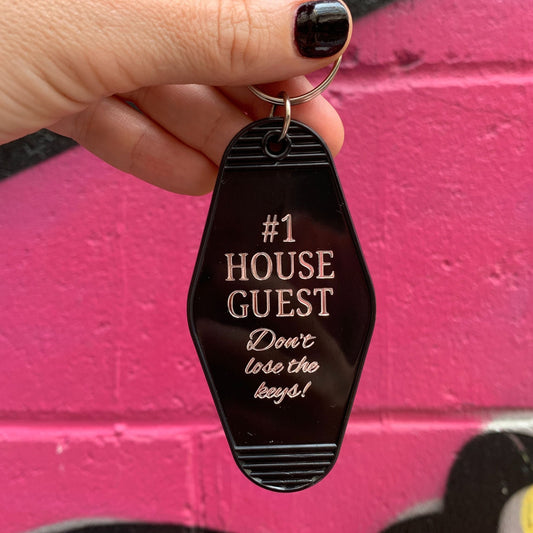 #1
HOUSE
GUEST
Don't
lose the
keys!